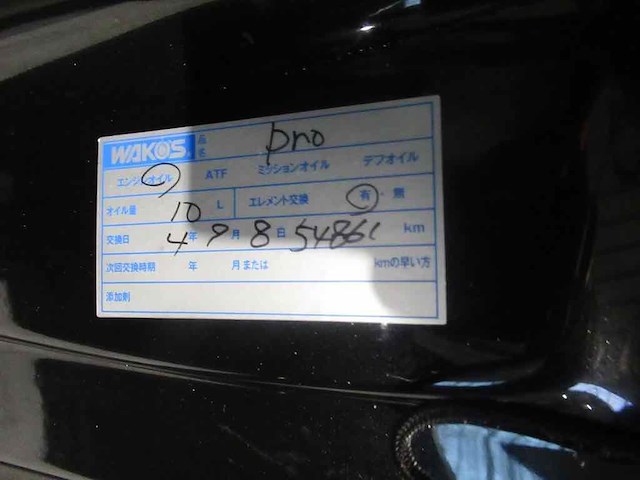 WAKO'S 品名 pro
エンジンオイル ATF ミッションオイル デフオイル
オイル量 10 L エレメント交換 有・無
交換日 4年 9月 8日 54861 km
次回交換時期 年 月または kmの早い方
添加剤